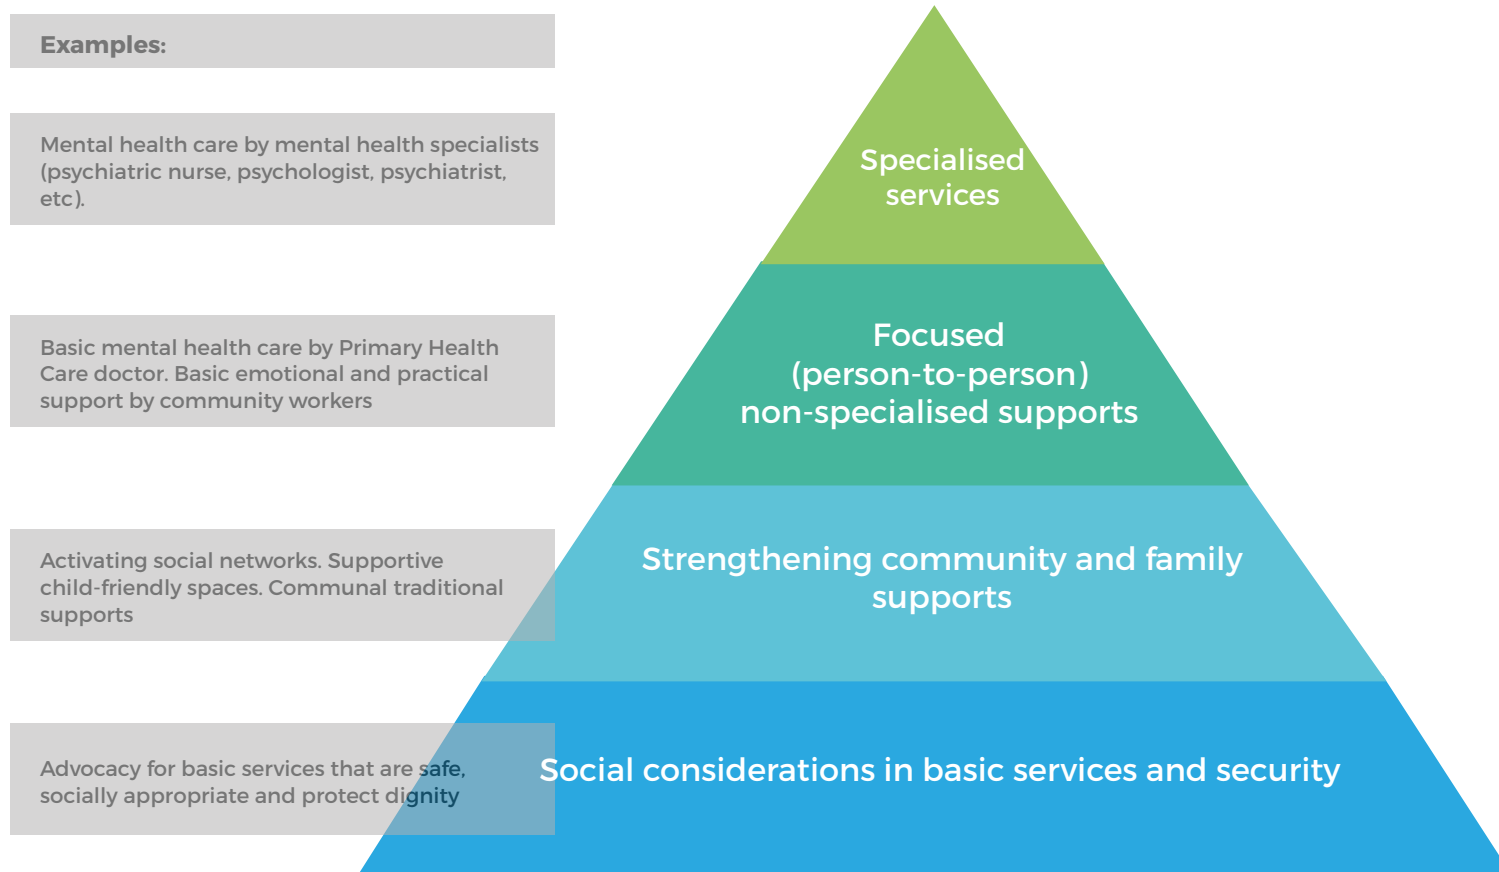 Examples:
Mental health care by mental health specialists
(psychiatric nurse, psychologist, psychiatrist,
etc).
Specialised
services
Basic mental health care by Primary Health
Care doctor. Basic emotional and practical
support by community workers
Focused
(person-to-person)
non-specialised supports
Activating social networks. Supportive
child-friendly spaces. Communal traditional
supports
Strengthening community and family
supports
Advocacy for basic services that are safe,
socially appropriate and protect dignity
Social considerations in basic services and security